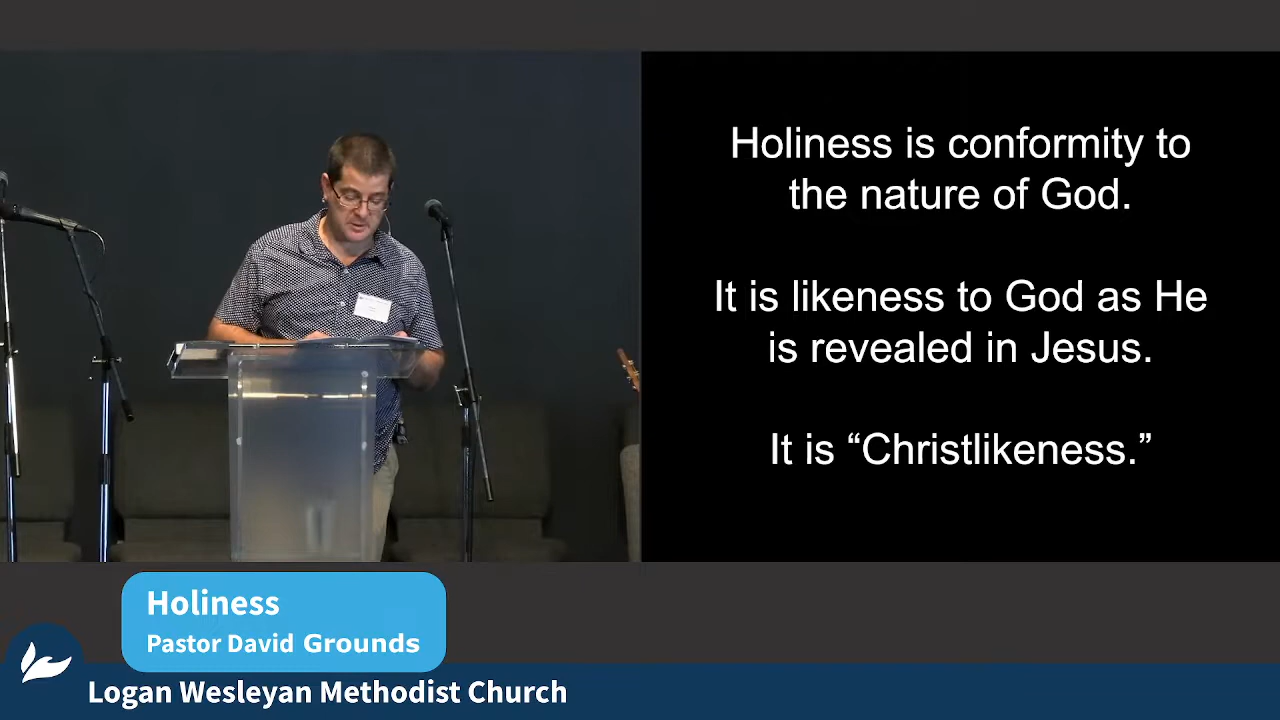 Holiness is conformity to
the nature of God.
It is likeness to God as He
is revealed in Jesus.
It is “Christlikeness.”
Holiness
Pastor David Grounds
Logan Wesleyan Methodist Church